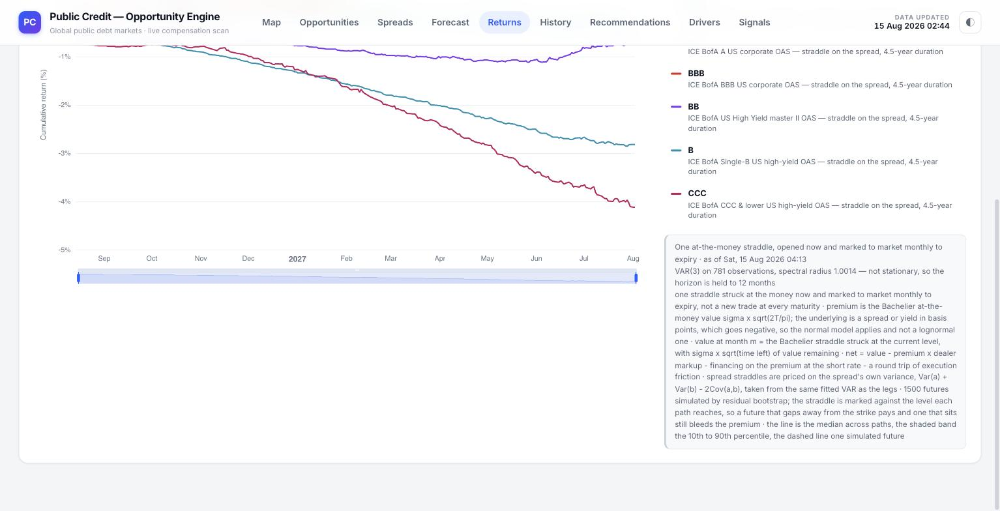 PC
Public Credit — Opportunity Engine
Global public debt markets · live compensation scan
Map
Opportunities
Spreads
Forecast
Returns
History
Recommendations
Drivers
Signals
DATA UPDATED
15 Aug 2026 02:44
Cumulative return (%)
-1%
-2%
-3%
-4%
-5%
Sep
Oct
Nov
Dec
2027
Feb
Mar
Apr
May
Jun
Jul
Aug
ICE BofA A US corporate OAS — straddle on the spread, 4.5-year duration
BBB
ICE BofA BBB US corporate OAS — straddle on the spread, 4.5-year duration
BB
ICE BofA US High Yield master II OAS — straddle on the spread, 4.5-year
duration
B
ICE BofA Single-B US high-yield OAS — straddle on the spread, 4.5-year
duration
CCC
ICE BofA CCC & lower US high-yield OAS — straddle on the spread, 4.5-year
duration
One at-the-money straddle, opened now and marked to market monthly to
expiry · as of Sat, 15 Aug 2026 04:13
VAR(3) on 781 observations, spectral radius 1.0014 — not stationary, so the
horizon is held to 12 months
one straddle struck at the money now and marked to market monthly to
expiry, not a new trade at every maturity · premium is the Bachelier at-the-
money value sigma x sqrt(2T/pi); the underlying is a spread or yield in basis
points, which goes negative, so the normal model applies and not a lognormal
one · value at month m = the Bachelier straddle struck at the current level,
with sigma x sqrt(time left) of value remaining · net = value - premium x dealer
markup - financing on the premium at the short rate - a round trip of execution
friction · spread straddles are priced on the spread's own variance, Var(a) +
Var(b) - 2Cov(a,b), taken from the same fitted VAR as the legs · 1500 futures
simulated by residual bootstrap; the straddle is marked against the level each
path reaches, so a future that gaps away from the strike pays and one that sits
still bleeds the premium · the line is the median across paths, the shaded band
the 10th to 90th percentile, the dashed line one simulated future